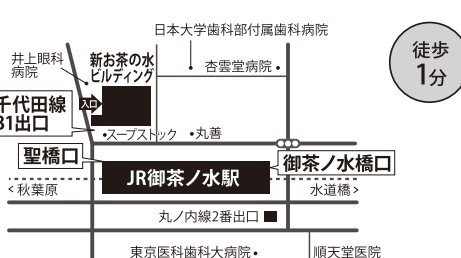 日本大学歯科部付属歯科病院
井上眼科
病院
新お茶の水
ビルディング
杏雲堂病院
徒歩
1分
入口
千代田線
31出口
スープストック
丸善
聖橋口
JR御茶ノ水駅
御茶ノ水橋口
<秋葉原
水道橋>
丸ノ内線2番出口
東京医科歯科大病院
順天堂医院